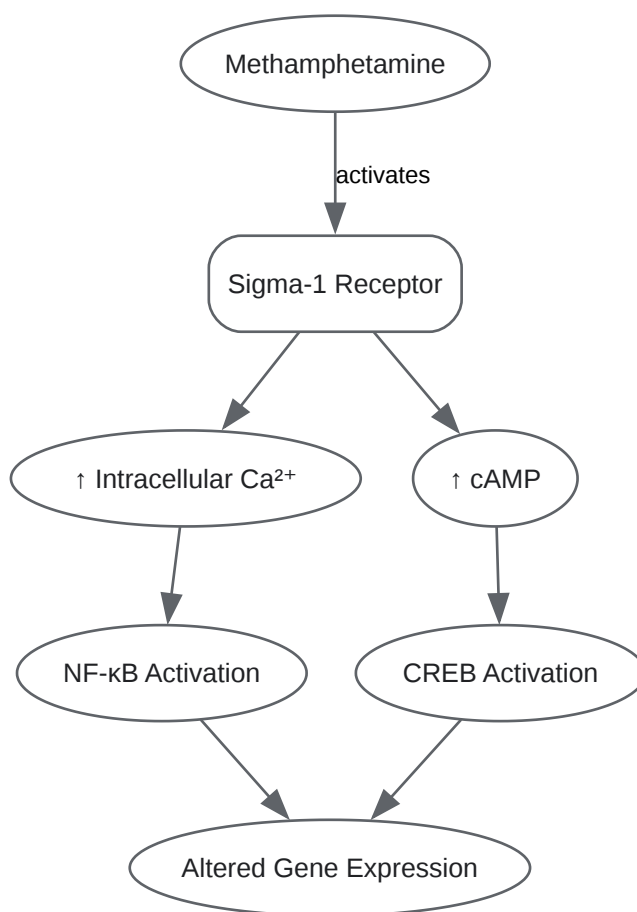 Methamphetamine
activates
Sigma-1 Receptor
↑ Intracellular Ca²⁺
↑ cAMP
NF-κB Activation
CREB Activation
Altered Gene Expression